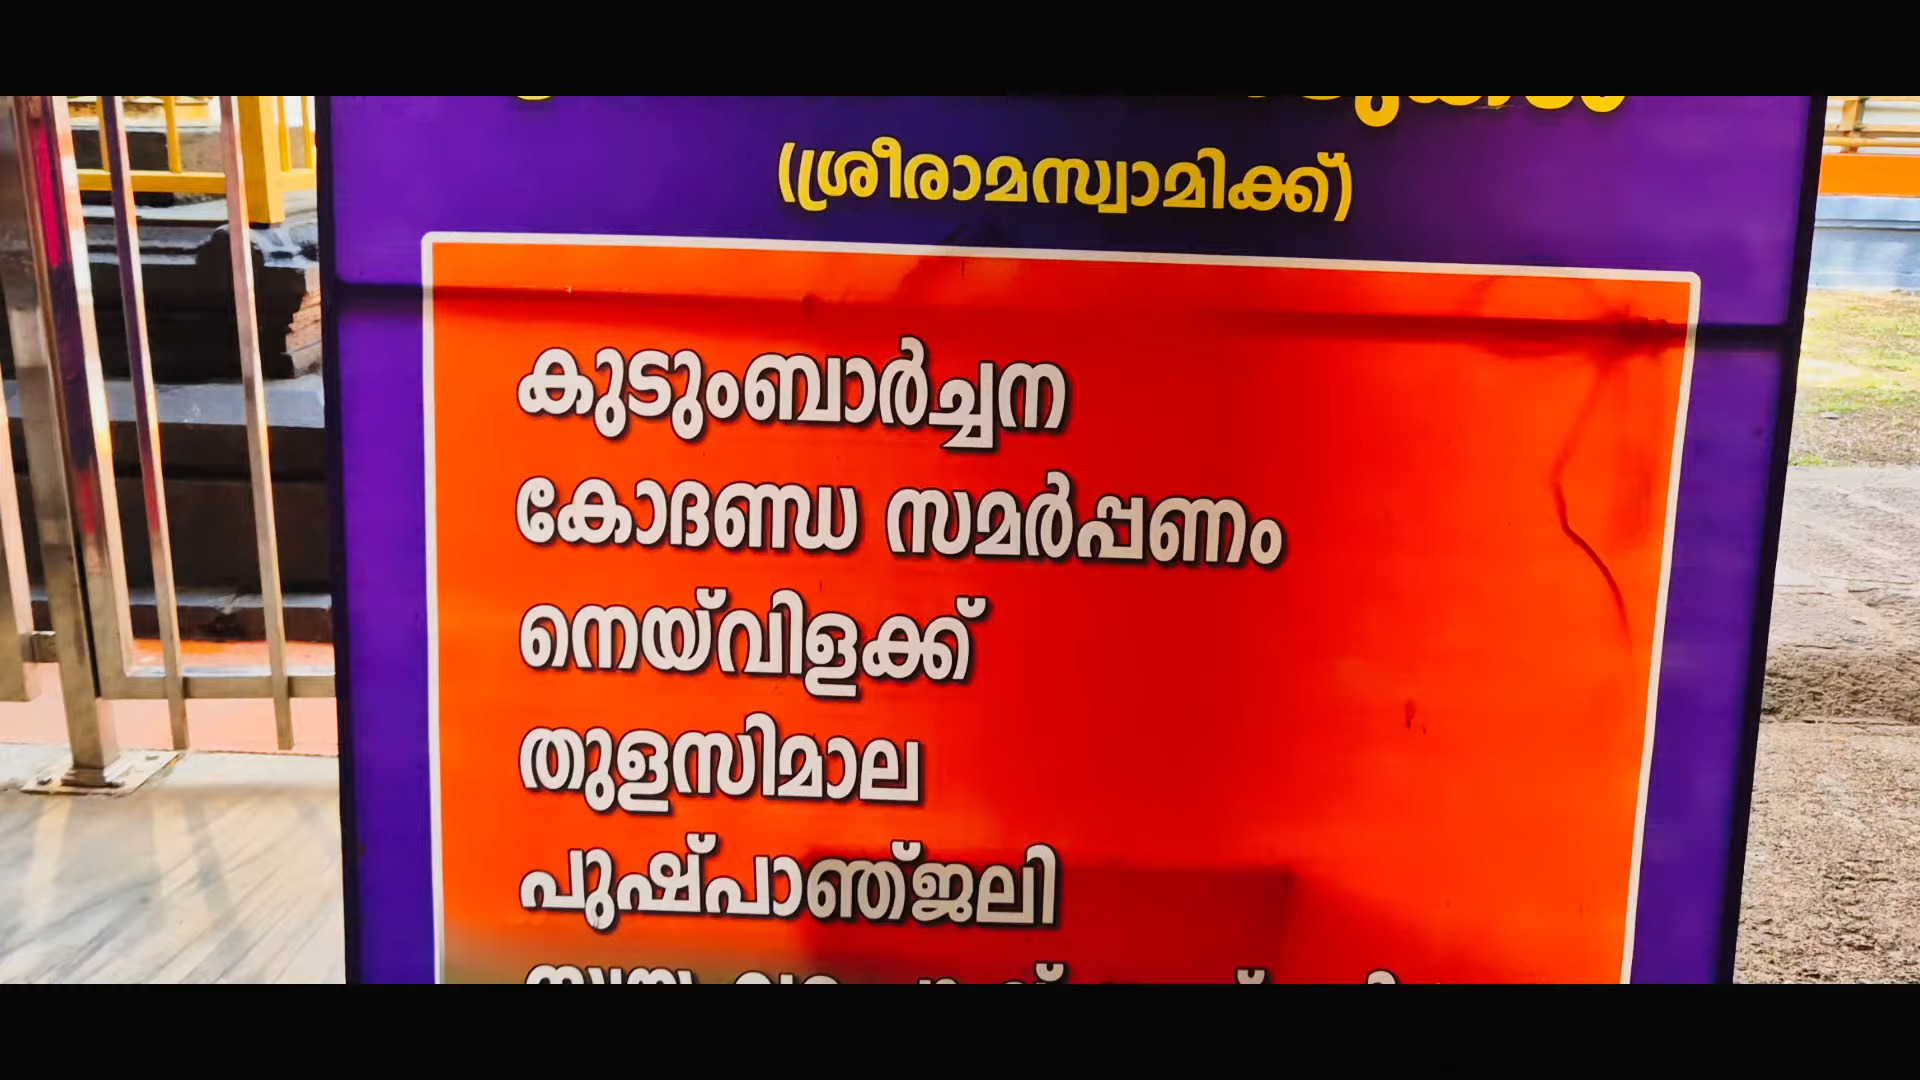 (ശ്രീരാമസ്വാമിക്ക്)
കുടുംബാർച്ചന
കോദണ്ഡ സമർപ്പണം
നെയ്‌വിളക്ക്
തുളസിമാല
പുഷ്പാഞ്ജലി